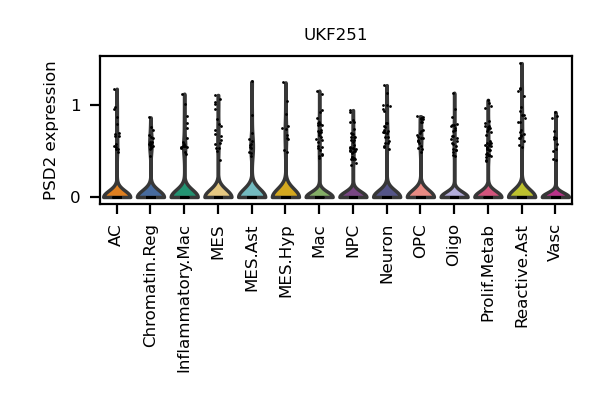 UKF251
PSD2 expression
1
0
AC
Chromatin.Reg
Inflammatory.Mac
MES
MES.Ast
MES.Hyp
Mac
NPC
Neuron
OPC
Oligo
Prolif.Metab
Reactive.Ast
Vasc